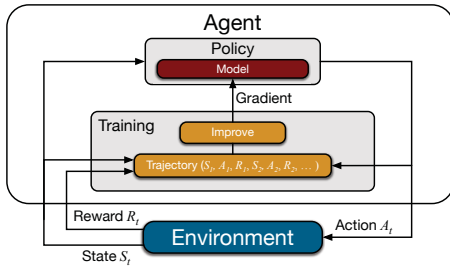 Agent
Policy
Model
Gradient
Training
Improve
Trajectory (S₁, A₁, R₁, S₂, A₂, R₂, … )
Reward Rₜ
Environment
Action Aₜ
State Sₜ